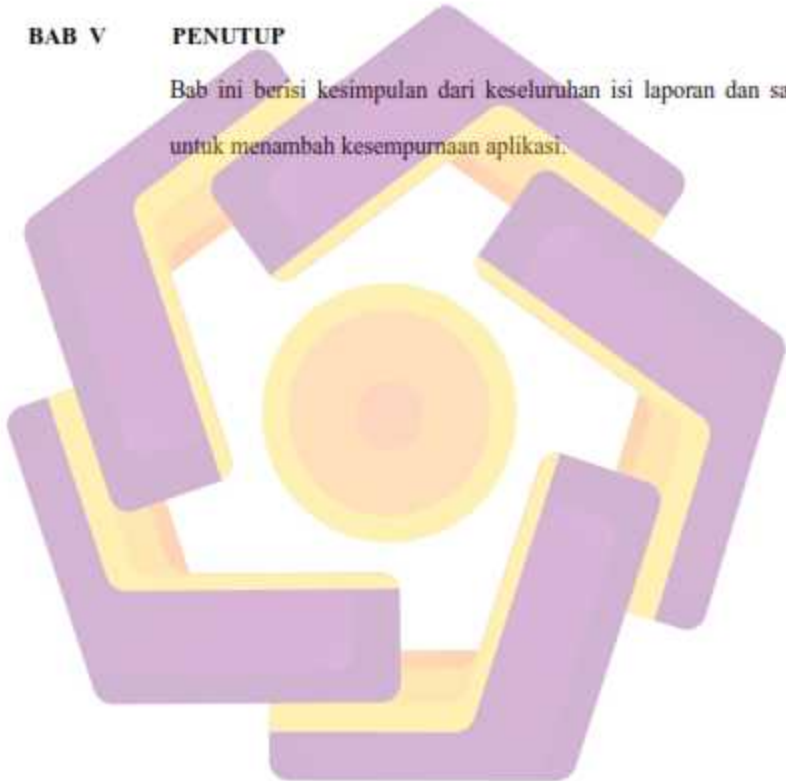 BAB V PENUTUP
Bab ini berisi kesimpulan dari keseluruhan isi laporan dan
untuk menambah kesempurnaan aplikasi.